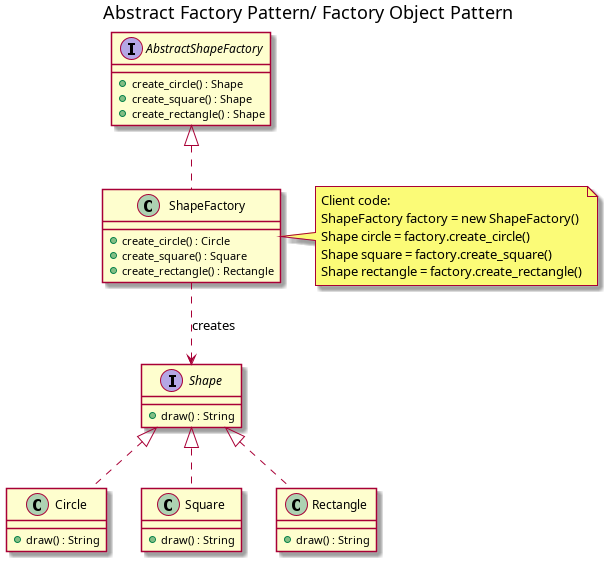 Abstract Factory Pattern/ Factory Object Pattern
I AbstractShapeFactory
create_circle() : Shape
create_square() : Shape
create_rectangle() : Shape
C ShapeFactory
create_circle() : Circle
create_square() : Square
create_rectangle() : Rectangle
Client code:
ShapeFactory factory = new ShapeFactory()
Shape circle = factory.create_circle()
Shape square = factory.create_square()
Shape rectangle = factory.create_rectangle()
creates
I Shape
draw() : String
C Circle
draw() : String
C Square
draw() : String
C Rectangle
draw() : String